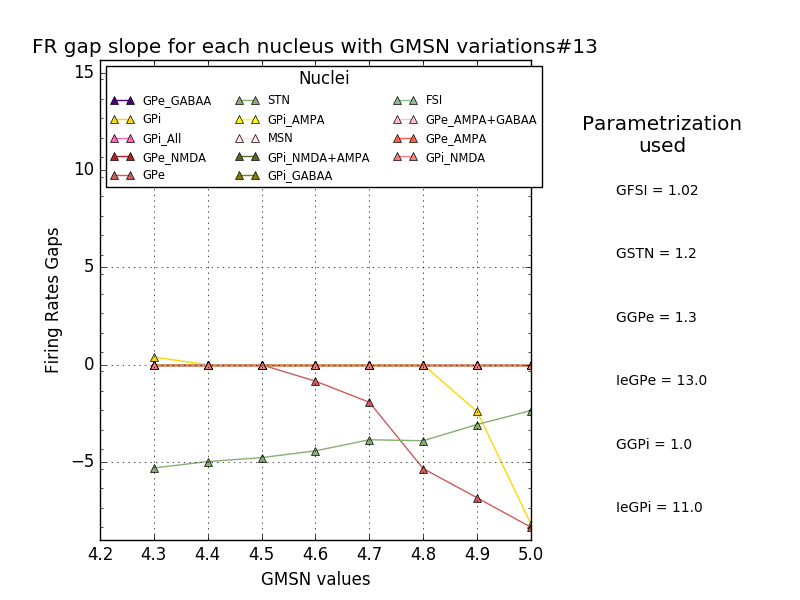 FR gap slope for each nucleus with GMSN variations#13
Nuclei
GPe_GABAA STN FSI
GPi GPi_AMPA GPe_AMPA+GABAA
GPi_All MSN GPe_AMPA
GPe_NMDA GPi_NMDA+AMPA GPi_NMDA
GPe GPi_GABAA
15
10
5
0
−5
Firing Rates Gaps
4.2 4.3 4.4 4.5 4.6 4.7 4.8 4.9 5.0
GMSN values
Parametrization
used
GFSI = 1.02
GSTN = 1.2
GGPe = 1.3
IeGPe = 13.0
GGPi = 1.0
IeGPi = 11.0